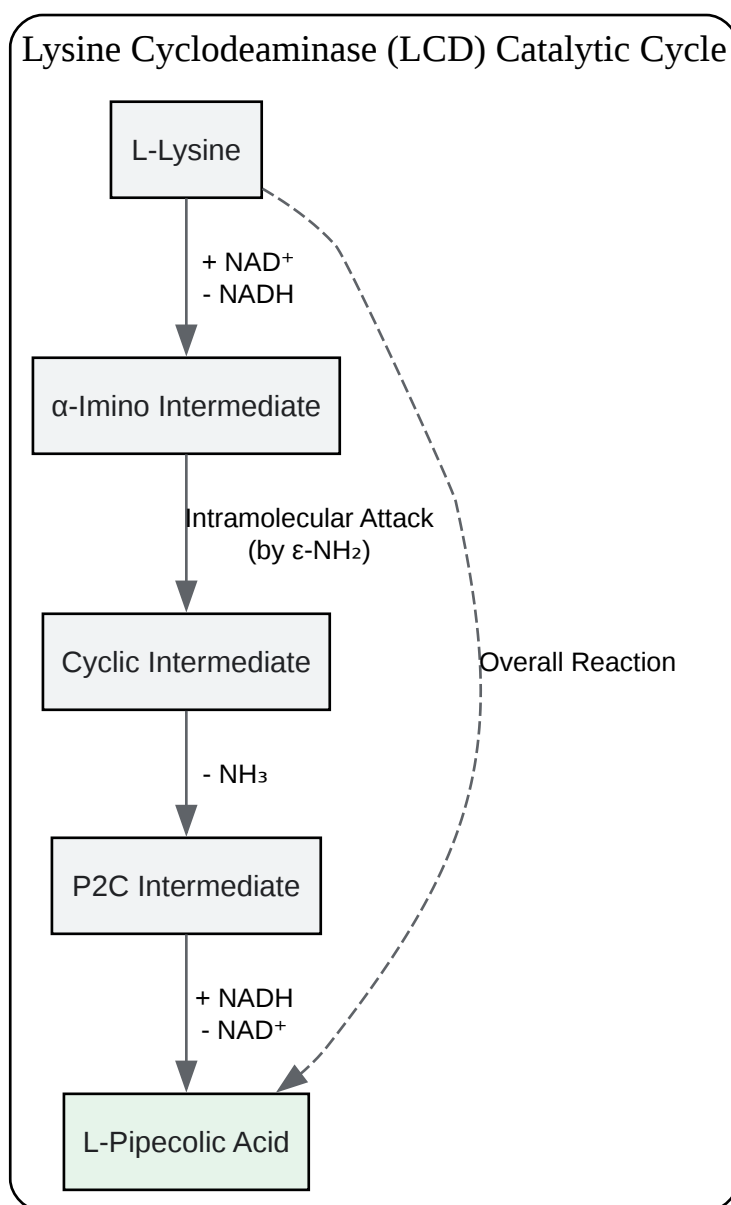 Lysine Cyclodeaminase (LCD) Catalytic Cycle
L-Lysine
+ NAD⁺
- NADH
α-Imino Intermediate
Intramolecular Attack
(by ε-NH₂)
Cyclic Intermediate
Overall Reaction
- NH₃
P2C Intermediate
+ NADH
- NAD⁺
L-Pipecolic Acid